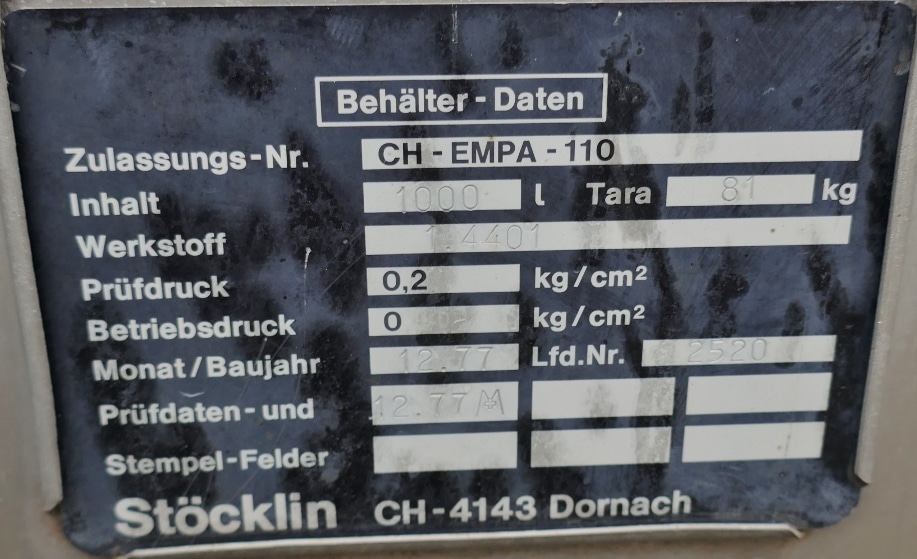 Behälter - Daten
Zulassungs-Nr. CH - EMPA - 110
Inhalt 1000 l Tara 81 kg
Werkstoff 1.4401
Prüfdruck 0,2 kg/cm²
Betriebsdruck 0 kg/cm²
Monat/Baujahr 12.77 Lfd.Nr. 2520
Prüfdaten-und 12.77
Stempel-Felder
Stöcklin CH-4143 Dornach